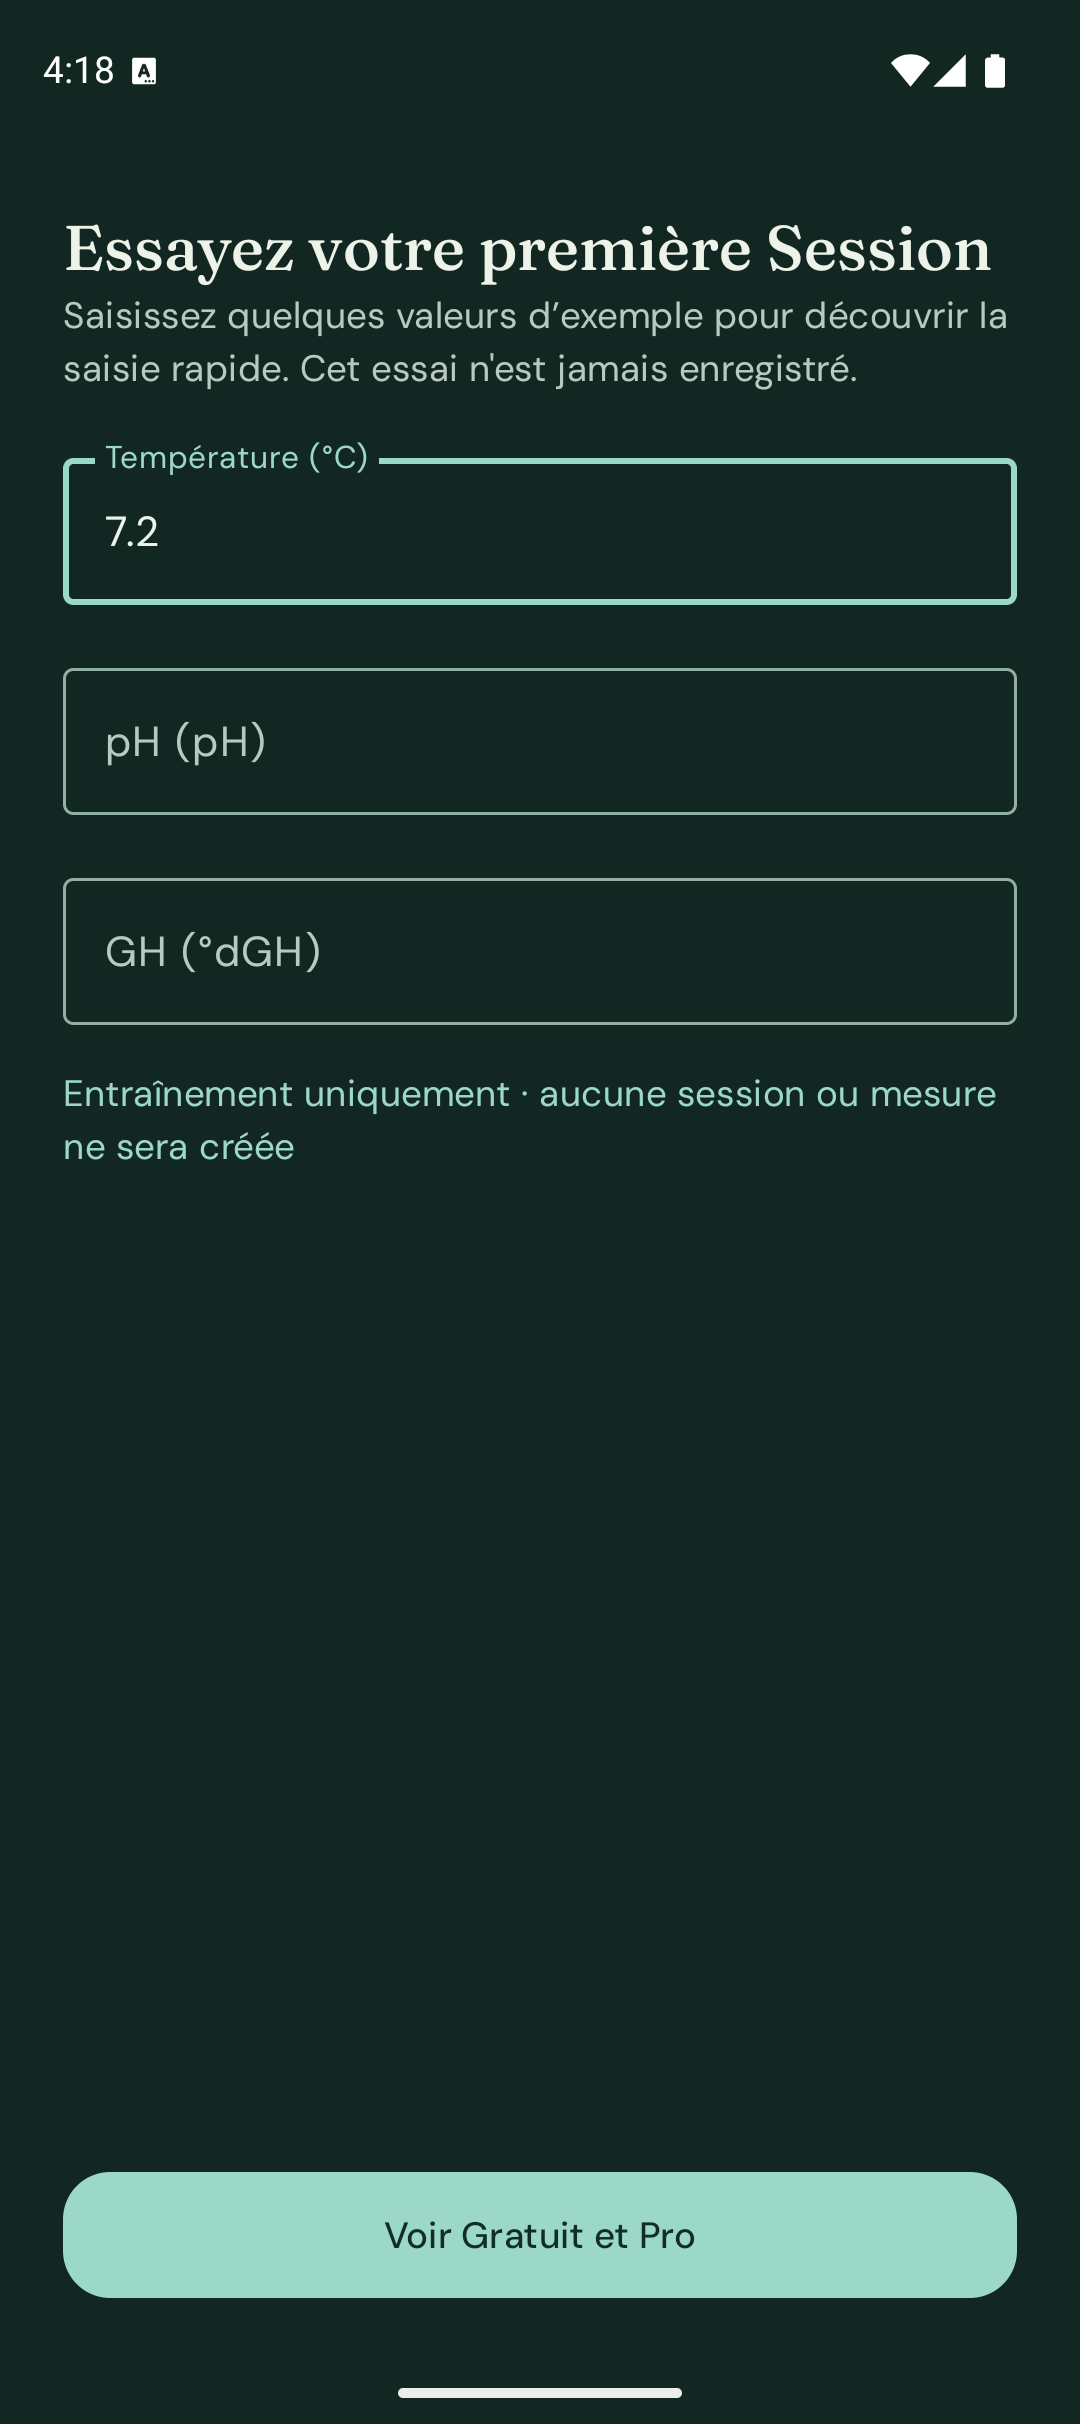 4:18
Essayez votre première Session
Saisissez quelques valeurs d’exemple pour découvrir la
saisie rapide. Cet essai n'est jamais enregistré.
Température (°C)
7.2
pH (pH)
GH (°dGH)
Entraînement uniquement · aucune session ou mesure
ne sera créée
Voir Gratuit et Pro